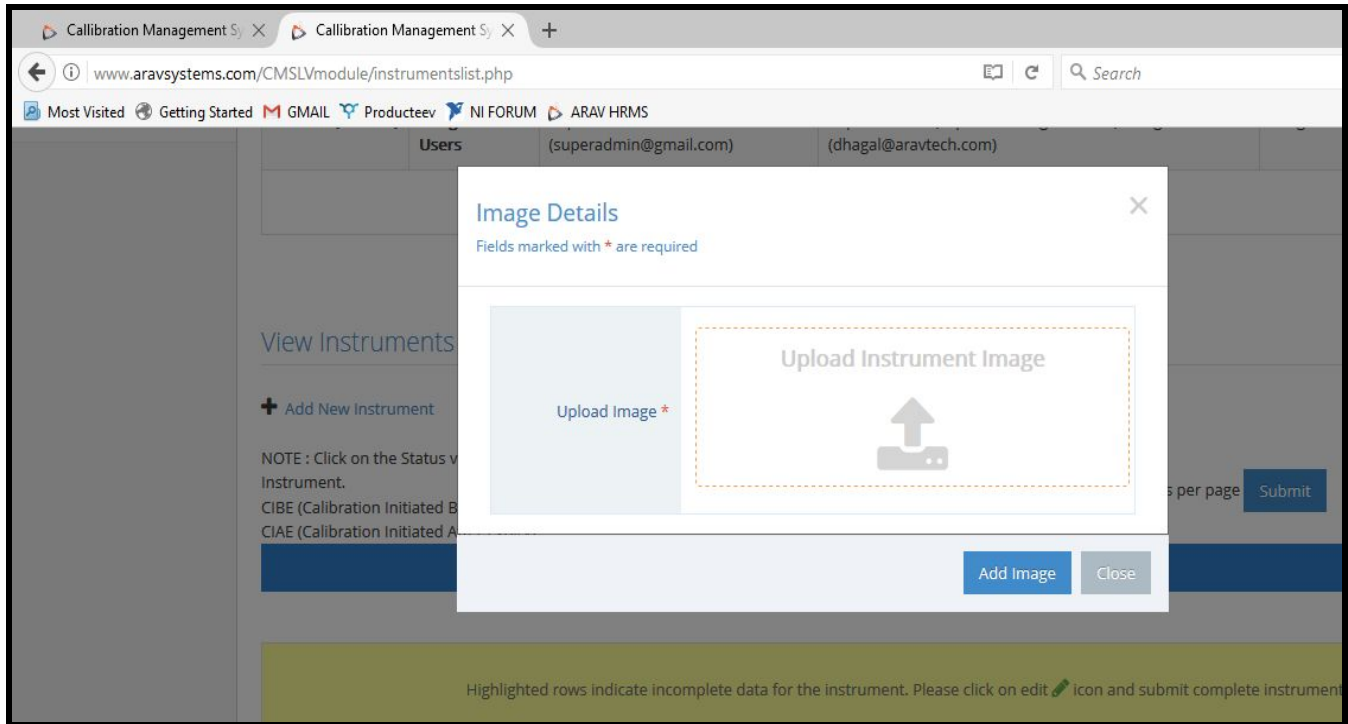 Callibration Management Sy
Callibration Management Sy
www.aravsystems.com/CMSLVmodule/instrumentslist.php
Search
Most Visited Getting Started GMAIL Producteev NI FORUM ARAV HRMS
Users
(superadmin@gmail.com)
(dhagal@aravtech.com)
Image Details
Fields marked with * are required
View Instruments
Add New Instrument
Upload Instrument Image
Upload Image *
NOTE : Click on the Status v
Instrument.
CIBE (Calibration Initiated B
CIAE (Calibration Initiated A
s per page Submit
Add Image Close
Highlighted rows indicate incomplete data for the instrument. Please click on edit icon and submit complete instrument